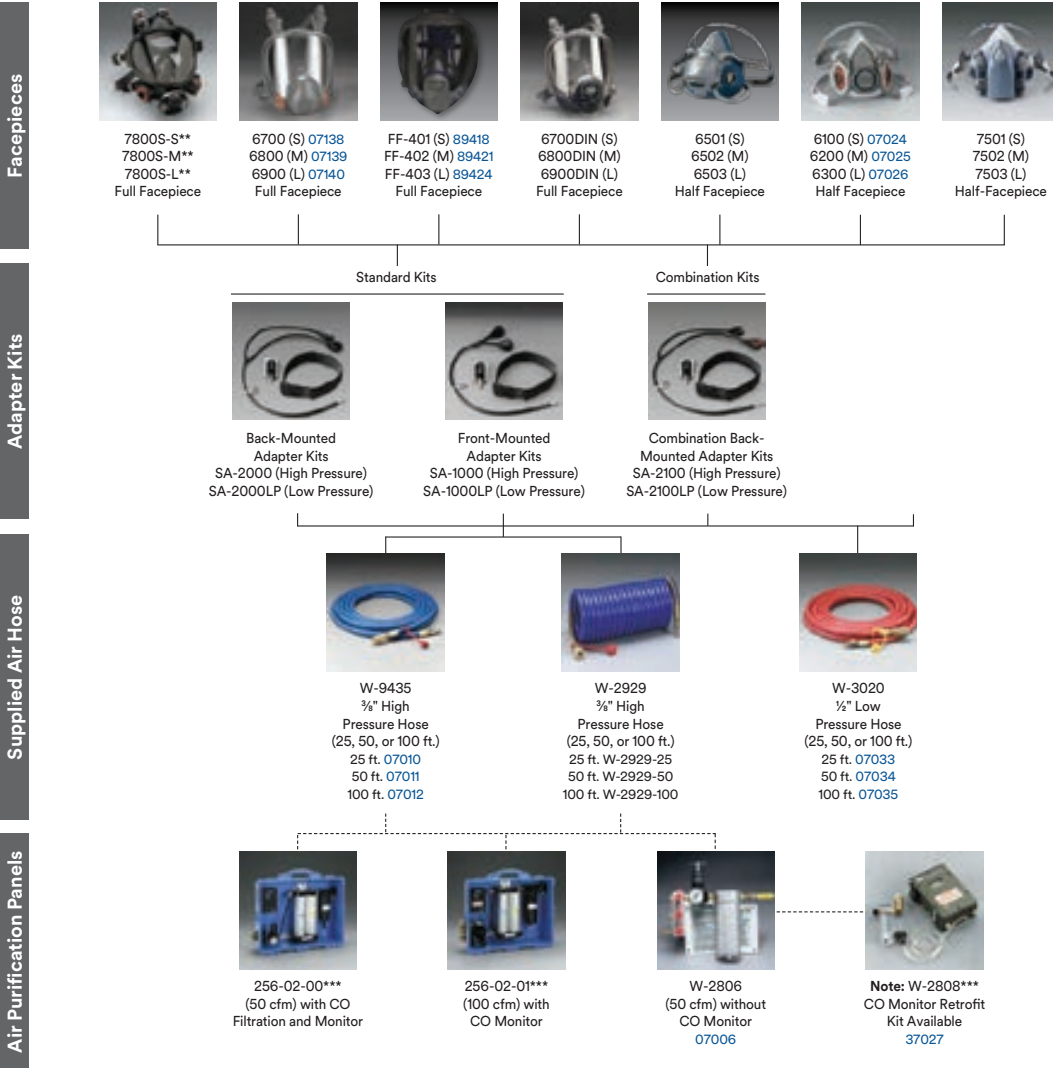 Facepieces
7800S-S**
7800S-M**
7800S-L**
Full Facepiece
6700 (S) 07138
6800 (M) 07139
6900 (L) 07140
Full Facepiece
FF-401 (S) 89418
FF-402 (M) 89421
FF-403 (L) 89424
Full Facepiece
6700DIN (S)
6800DIN (M)
6900DIN (L)
Full Facepiece
6501 (S)
6502 (M)
6503 (L)
Half Facepiece
6100 (S) 07024
6200 (M) 07025
6300 (L) 07026
Half Facepiece
7501 (S)
7502 (M)
7503 (L)
Half-Facepiece
Adapter Kits
Standard Kits
Combination Kits
Back-Mounted
Adapter Kits
SA-2000 (High Pressure)
SA-2000LP (Low Pressure)
Front-Mounted
Adapter Kits
SA-1000 (High Pressure)
SA-1000LP (Low Pressure)
Combination Back-
Mounted Adapter Kits
SA-2100 (High Pressure)
SA-2100LP (Low Pressure)
Supplied Air Hose
W-9435
⅜" High
Pressure Hose
(25, 50, or 100 ft.)
25 ft. 07010
50 ft. 07011
100 ft. 07012
W-2929
⅜" High
Pressure Hose
(25, 50, or 100 ft.)
25 ft. W-2929-25
50 ft. W-2929-50
100 ft. W-2929-100
W-3020
½" Low
Pressure Hose
(25, 50, or 100 ft.)
25 ft. 07033
50 ft. 07034
100 ft. 07035
Air Purification Panels
256-02-00***
(50 cfm) with CO
Filtration and Monitor
256-02-01***
(100 cfm) with
CO Monitor
W-2806
(50 cfm) without
CO Monitor
07006
Note: W-2808***
CO Monitor Retrofit
Kit Available
37027